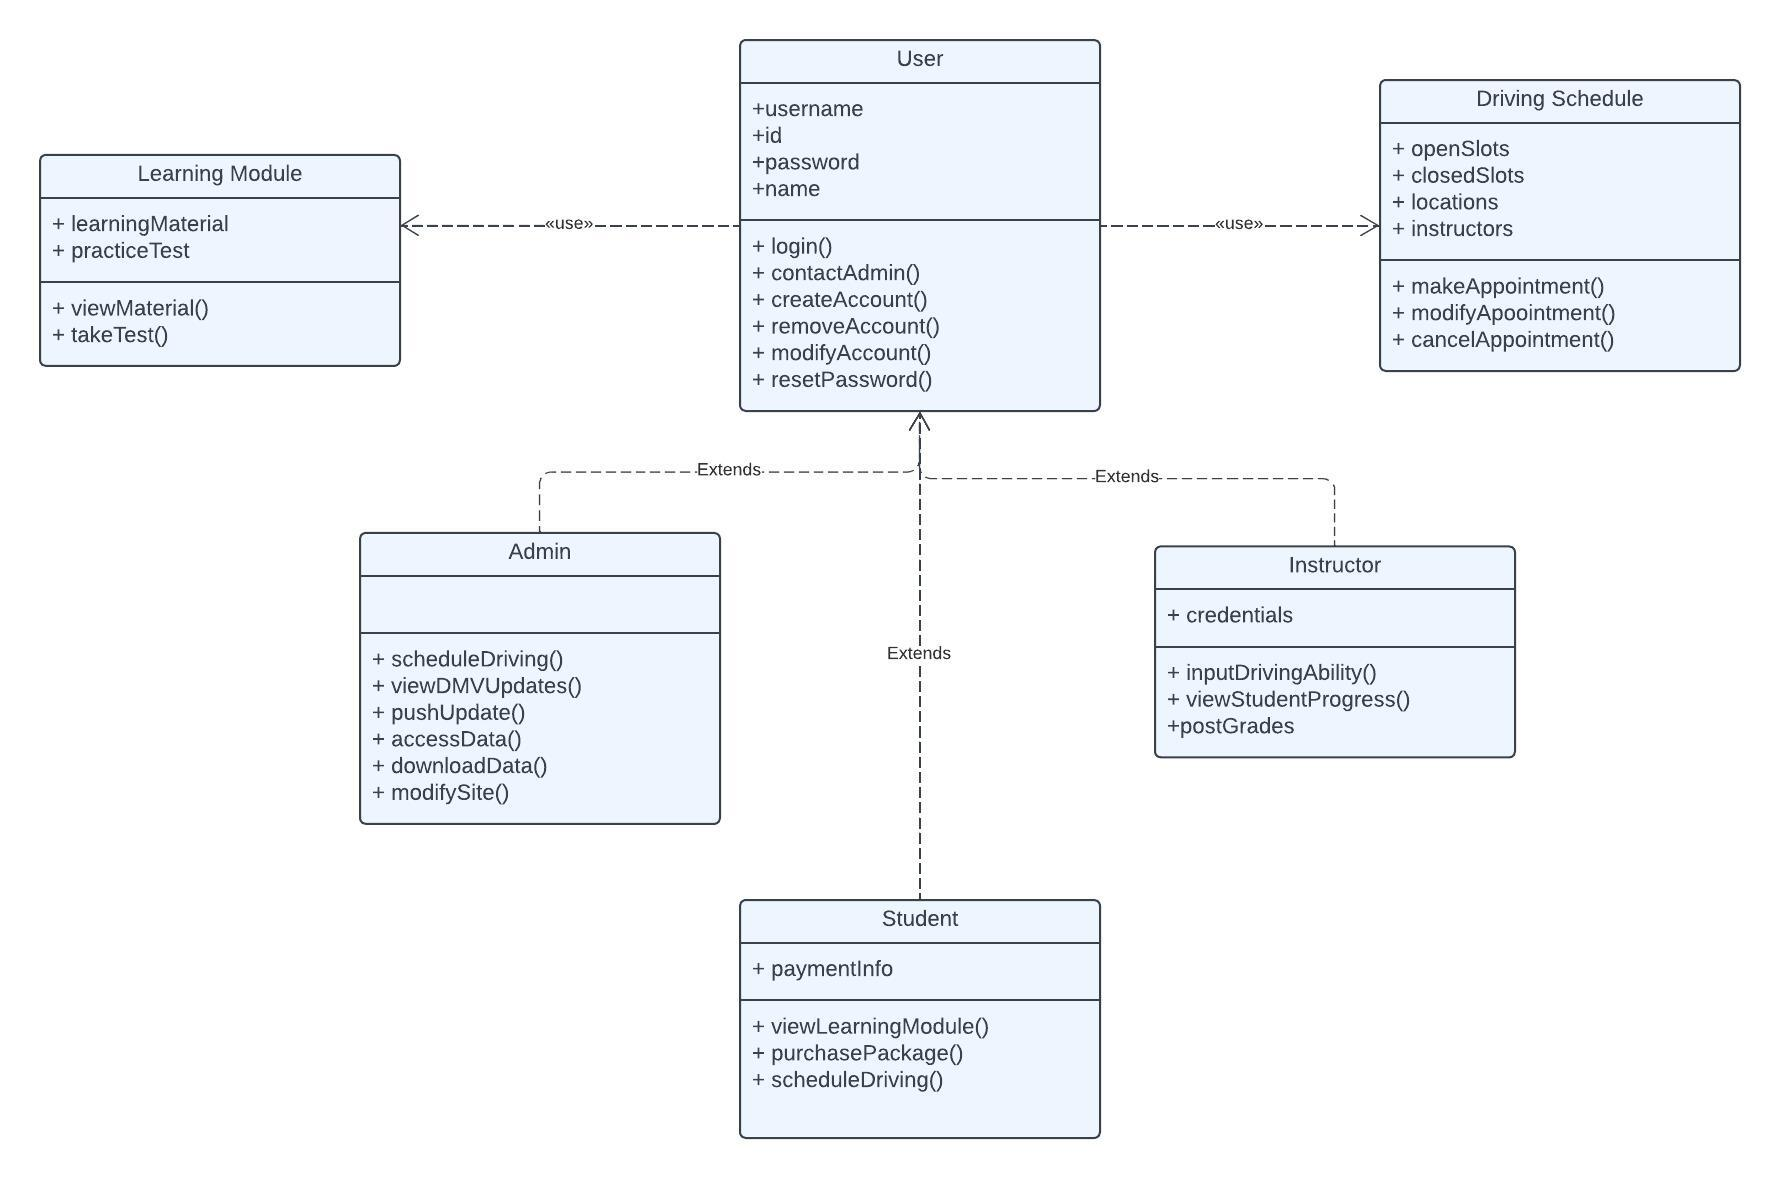 User
+username
+id
+password
+name
+ login()
+ contactAdmin()
+ createAccount()
+ removeAccount()
+ modifyAccount()
+ resetPassword()
Driving Schedule
+ openSlots
+ closedSlots
+ locations
+ instructors
+ makeAppointment()
+ modifyApoointment()
+ cancelAppointment()
Learning Module
+ learningMaterial
+ practiceTest
+ viewMaterial()
+ takeTest()
«use»
«use»
Extends
Extends
Extends
Admin
+ scheduleDriving()
+ viewDMVUpdates()
+ pushUpdate()
+ accessData()
+ downloadData()
+ modifySite()
Instructor
+ credentials
+ inputDrivingAbility()
+ viewStudentProgress()
+postGrades
Student
+ paymentInfo
+ viewLearningModule()
+ purchasePackage()
+ scheduleDriving()